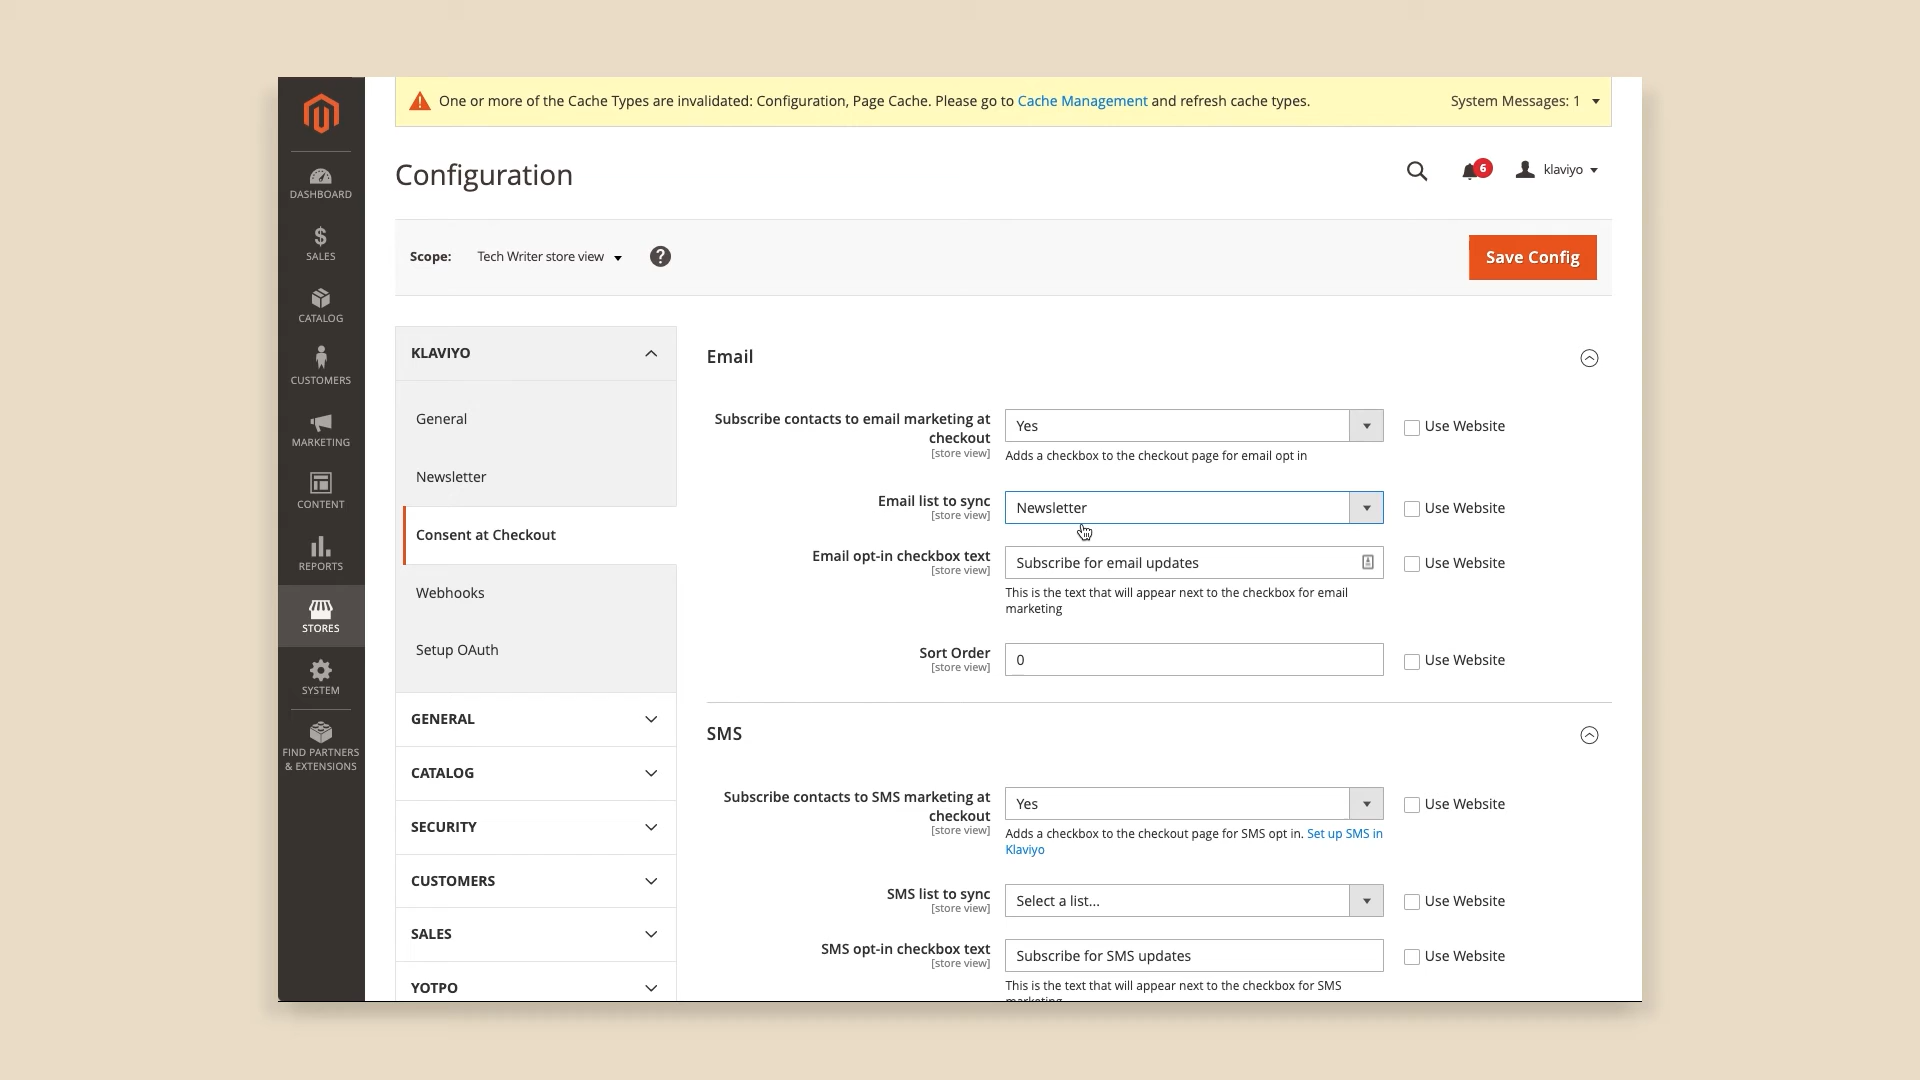 One or more of the Cache Types are invalidated: Configuration, Page Cache. Please go to Cache Management and refresh cache types.
System Messages: 1
Configuration
6
klaviyo
Scope:
Tech Writer store view
?
Save Config
DASHBOARD
SALES
CATALOG
CUSTOMERS
MARKETING
CONTENT
REPORTS
STORES
SYSTEM
FIND PARTNERS
& EXTENSIONS
KLAVIYO
General
Newsletter
Consent at Checkout
Webhooks
Setup OAuth
GENERAL
CATALOG
SECURITY
CUSTOMERS
SALES
YOTPO
Email
Subscribe contacts to email marketing at
checkout
[store view]
Yes
Use Website
Adds a checkbox to the checkout page for email opt in
Email list to sync
[store view]
Newsletter
Use Website
Email opt-in checkbox text
[store view]
Subscribe for email updates
Use Website
This is the text that will appear next to the checkbox for email
marketing
Sort Order
[store view]
0
Use Website
SMS
Subscribe contacts to SMS marketing at
checkout
[store view]
Yes
Use Website
Adds a checkbox to the checkout page for SMS opt in. Set up SMS in
Klaviyo
SMS list to sync
[store view]
Select a list...
Use Website
SMS opt-in checkbox text
[store view]
Subscribe for SMS updates
Use Website
This is the text that will appear next to the checkbox for SMS
marketing